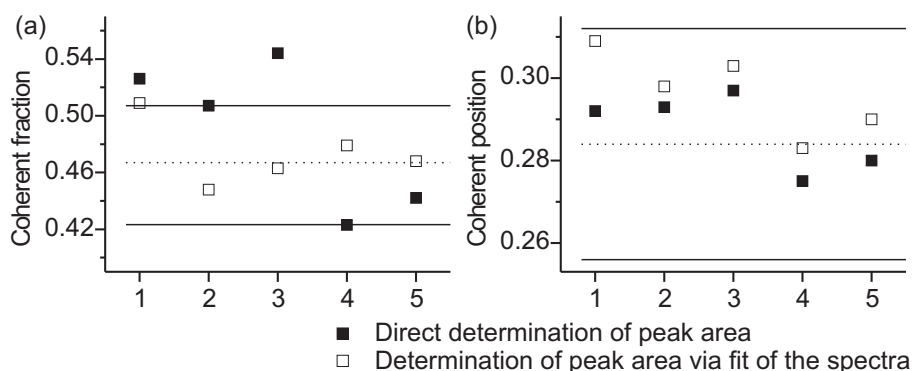 (a)
(b)
Coherent fraction
0.54
0.50
0.46
0.42
1 2 3 4 5
Coherent position
0.30
0.28
0.26
1 2 3 4 5
■ Direct determination of peak area
□ Determination of peak area via fit of the spectra